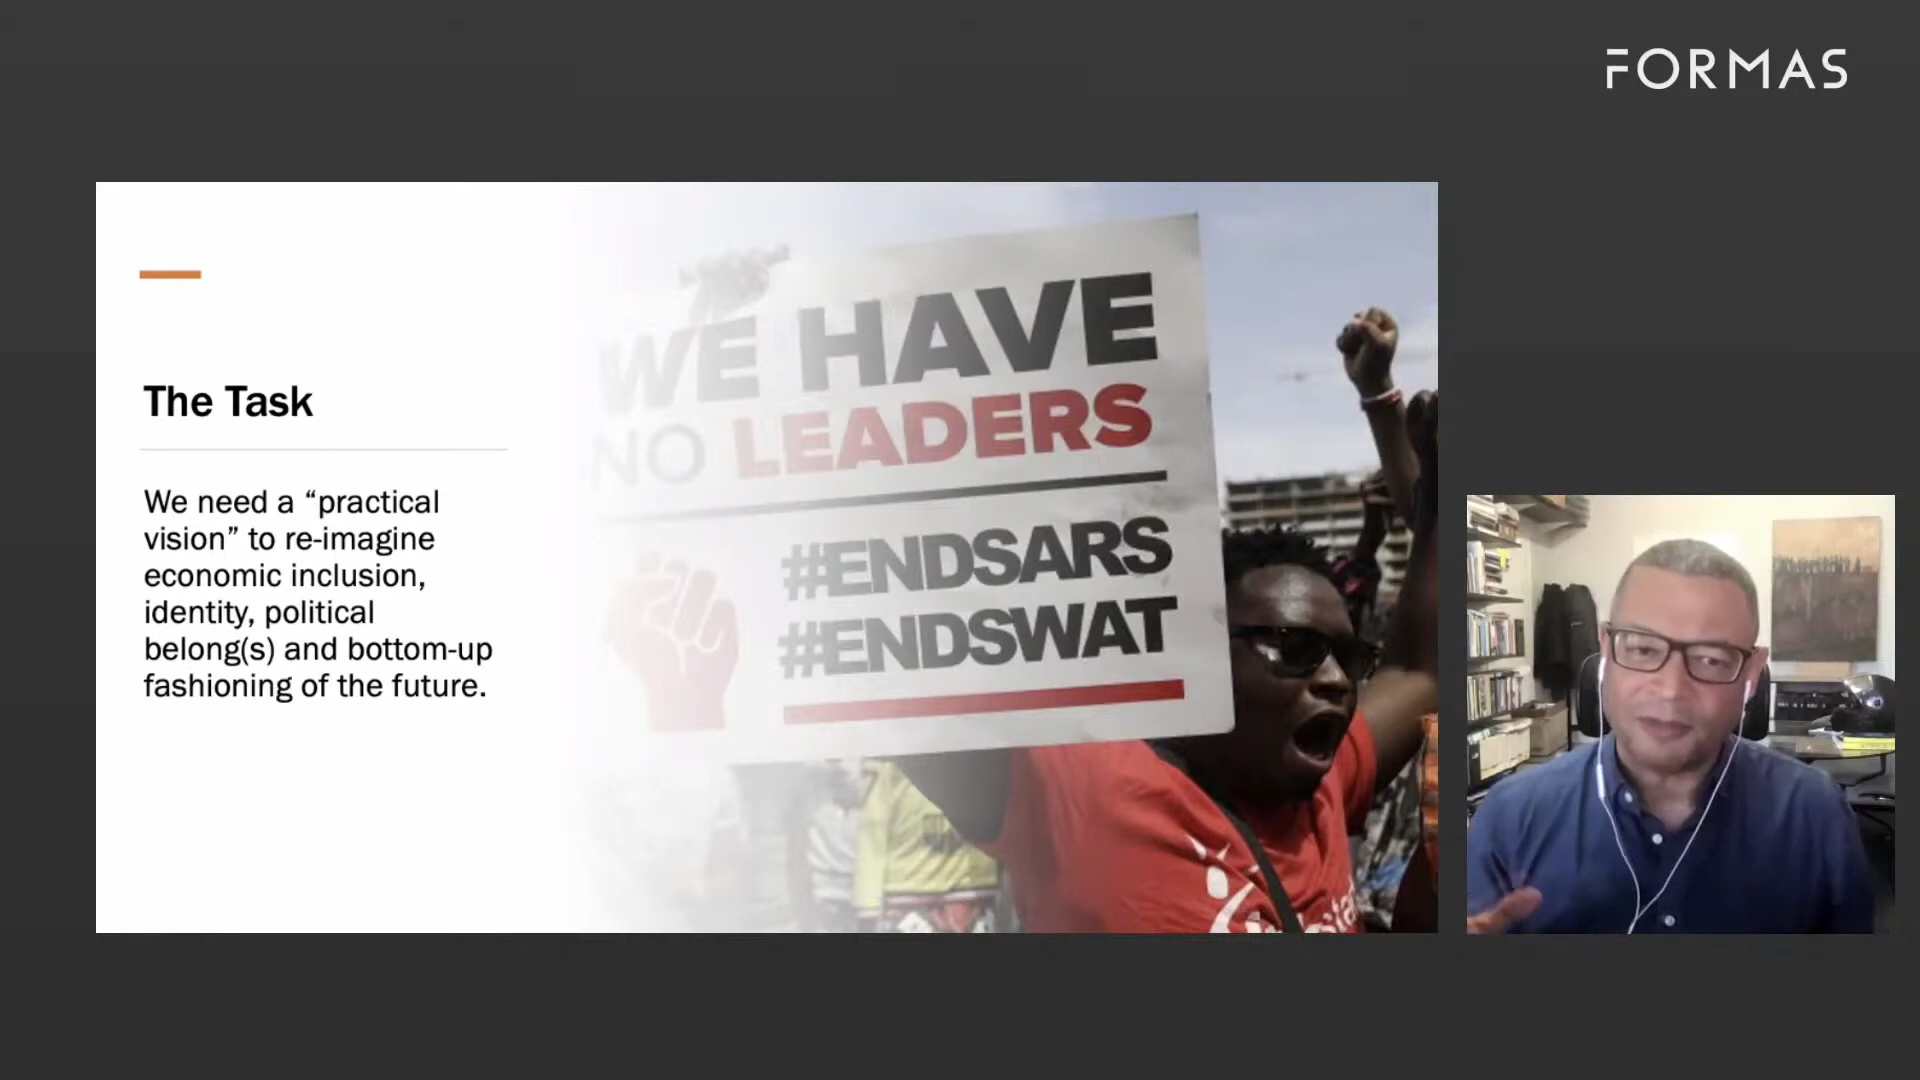 FORMAS
The Task
We need a “practical
vision” to re-imagine
economic inclusion,
identity, political
belong(s) and bottom-up
fashioning of the future.
WE HAVE
NO LEADERS
#ENDSARS
#ENDSWAT